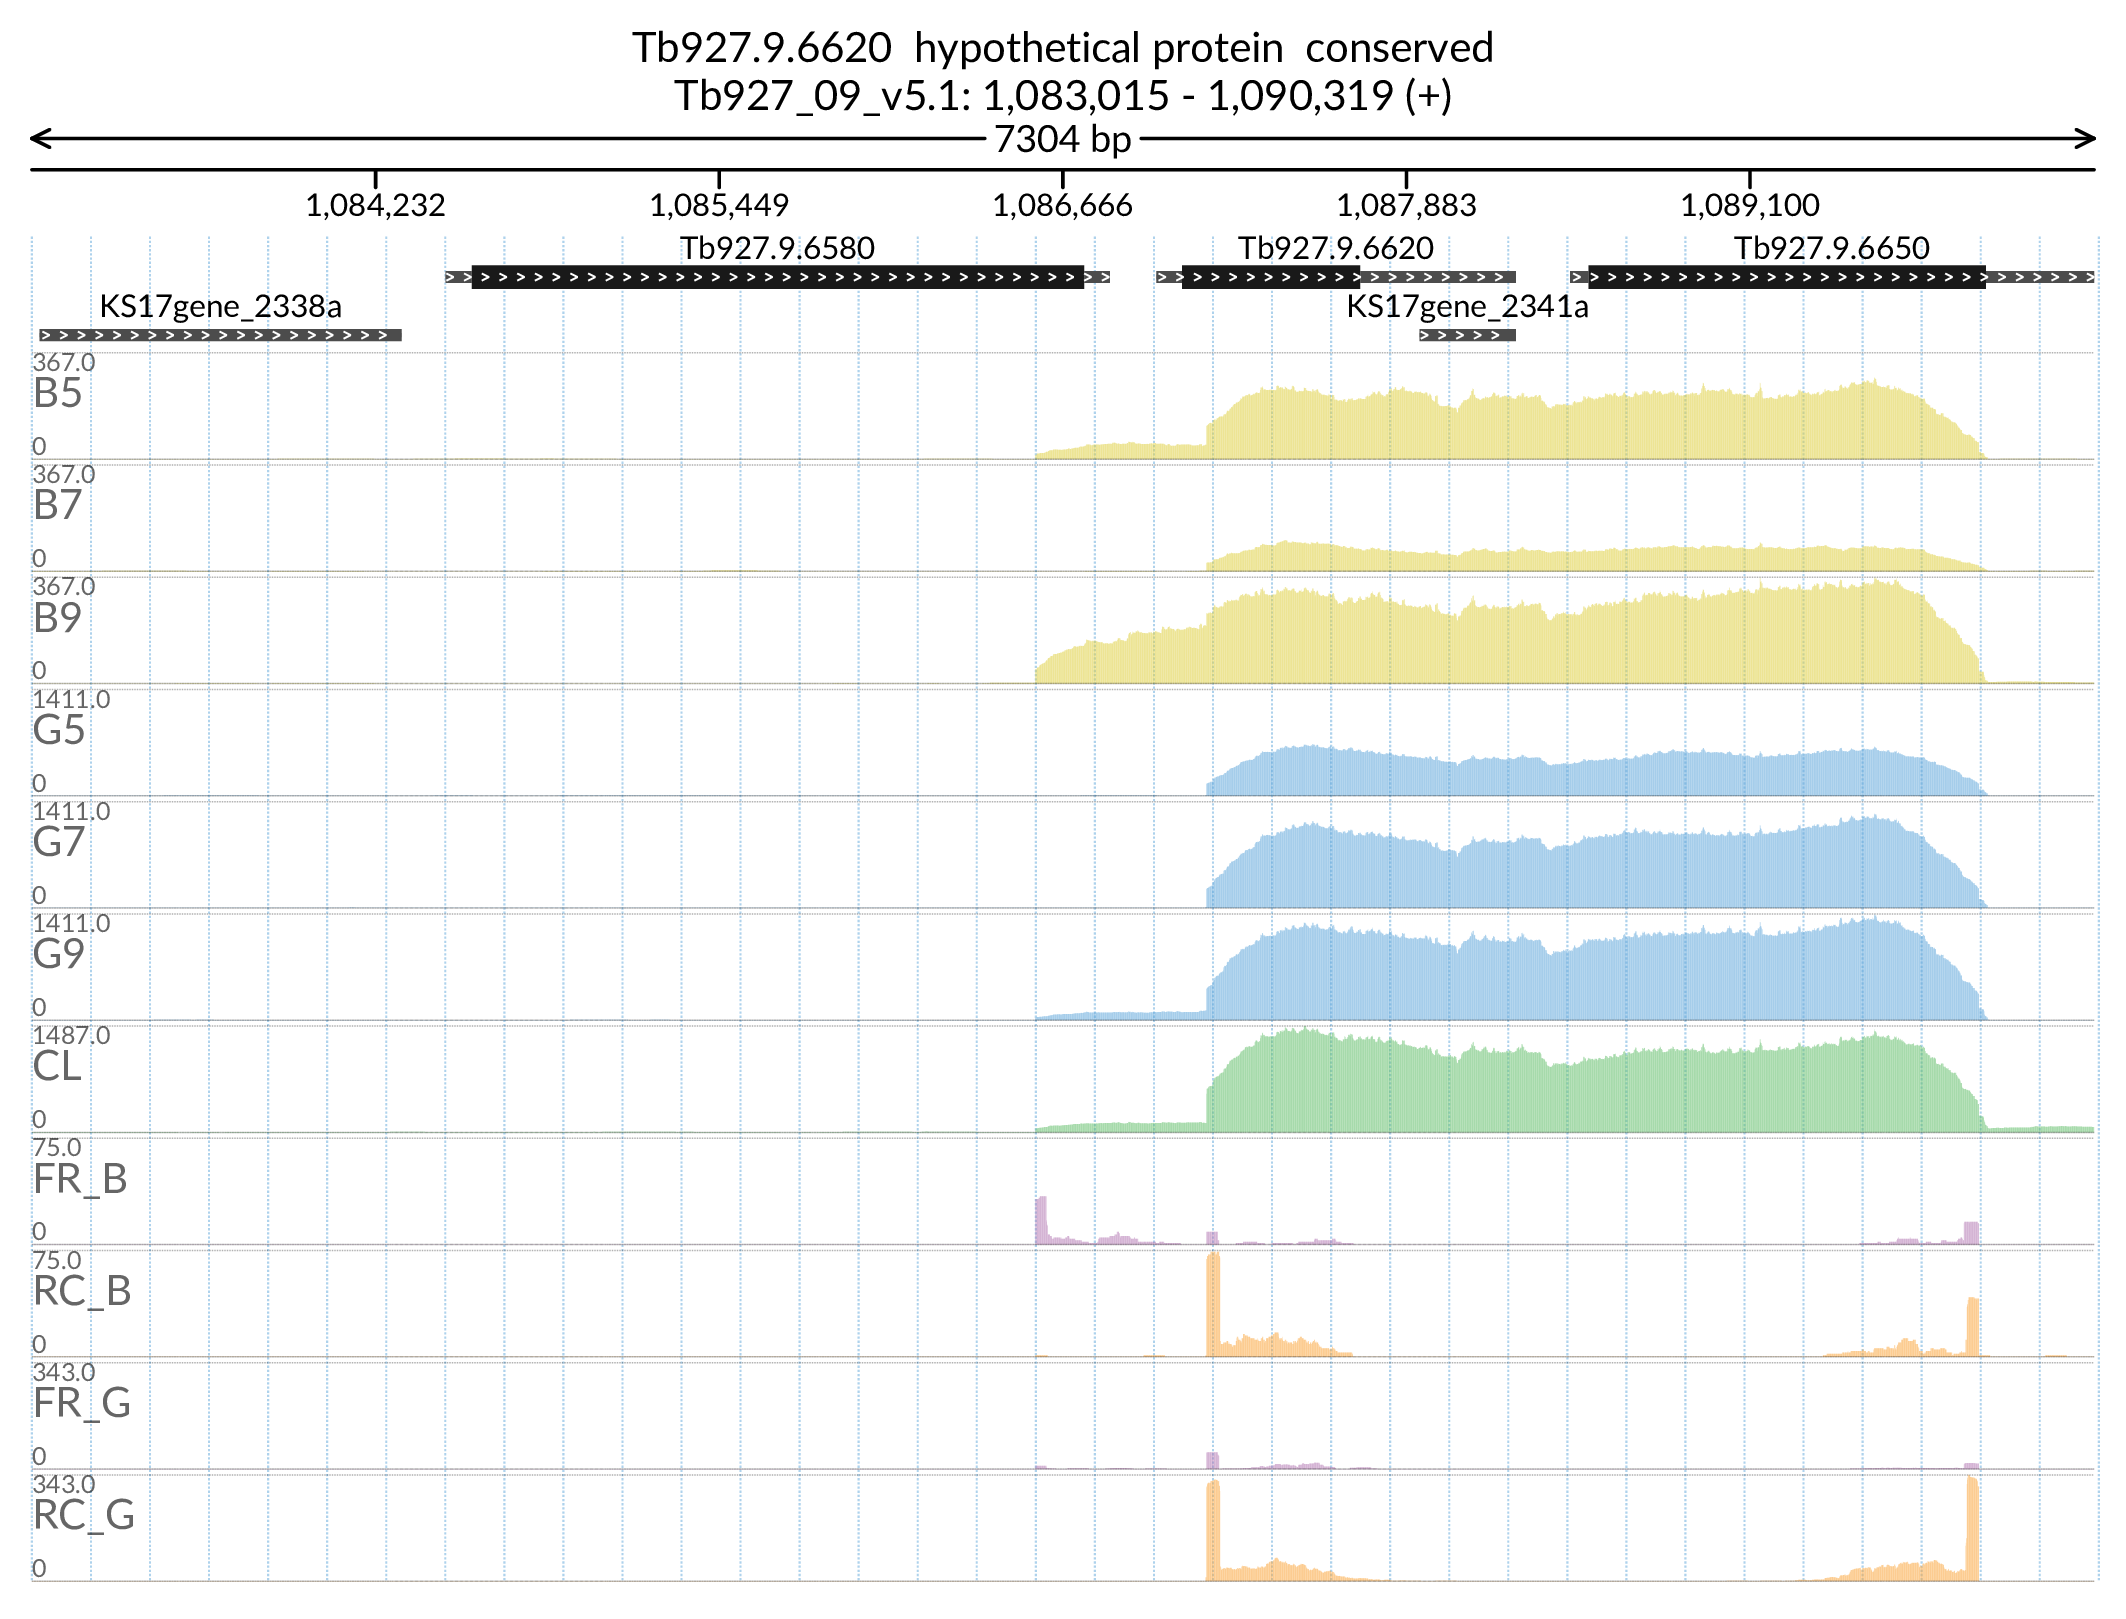 Tb927.9.6620  hypothetical protein  conserved
Tb927_09_v5.1: 1,083,015 - 1,090,319 (+)
7304 bp
1,084,232 1,085,449 1,086,666 1,087,883 1,089,100
Tb927.9.6580 Tb927.9.6620 Tb927.9.6650
KS17gene_2338a KS17gene_2341a
367.0
B5
0
367.0
B7
0
367.0
B9
0
1411.0
G5
0
1411.0
G7
0
1411.0
G9
0
1487.0
CL
0
75.0
FR_B
0
75.0
RC_B
0
343.0
FR_G
0
343.0
RC_G
0